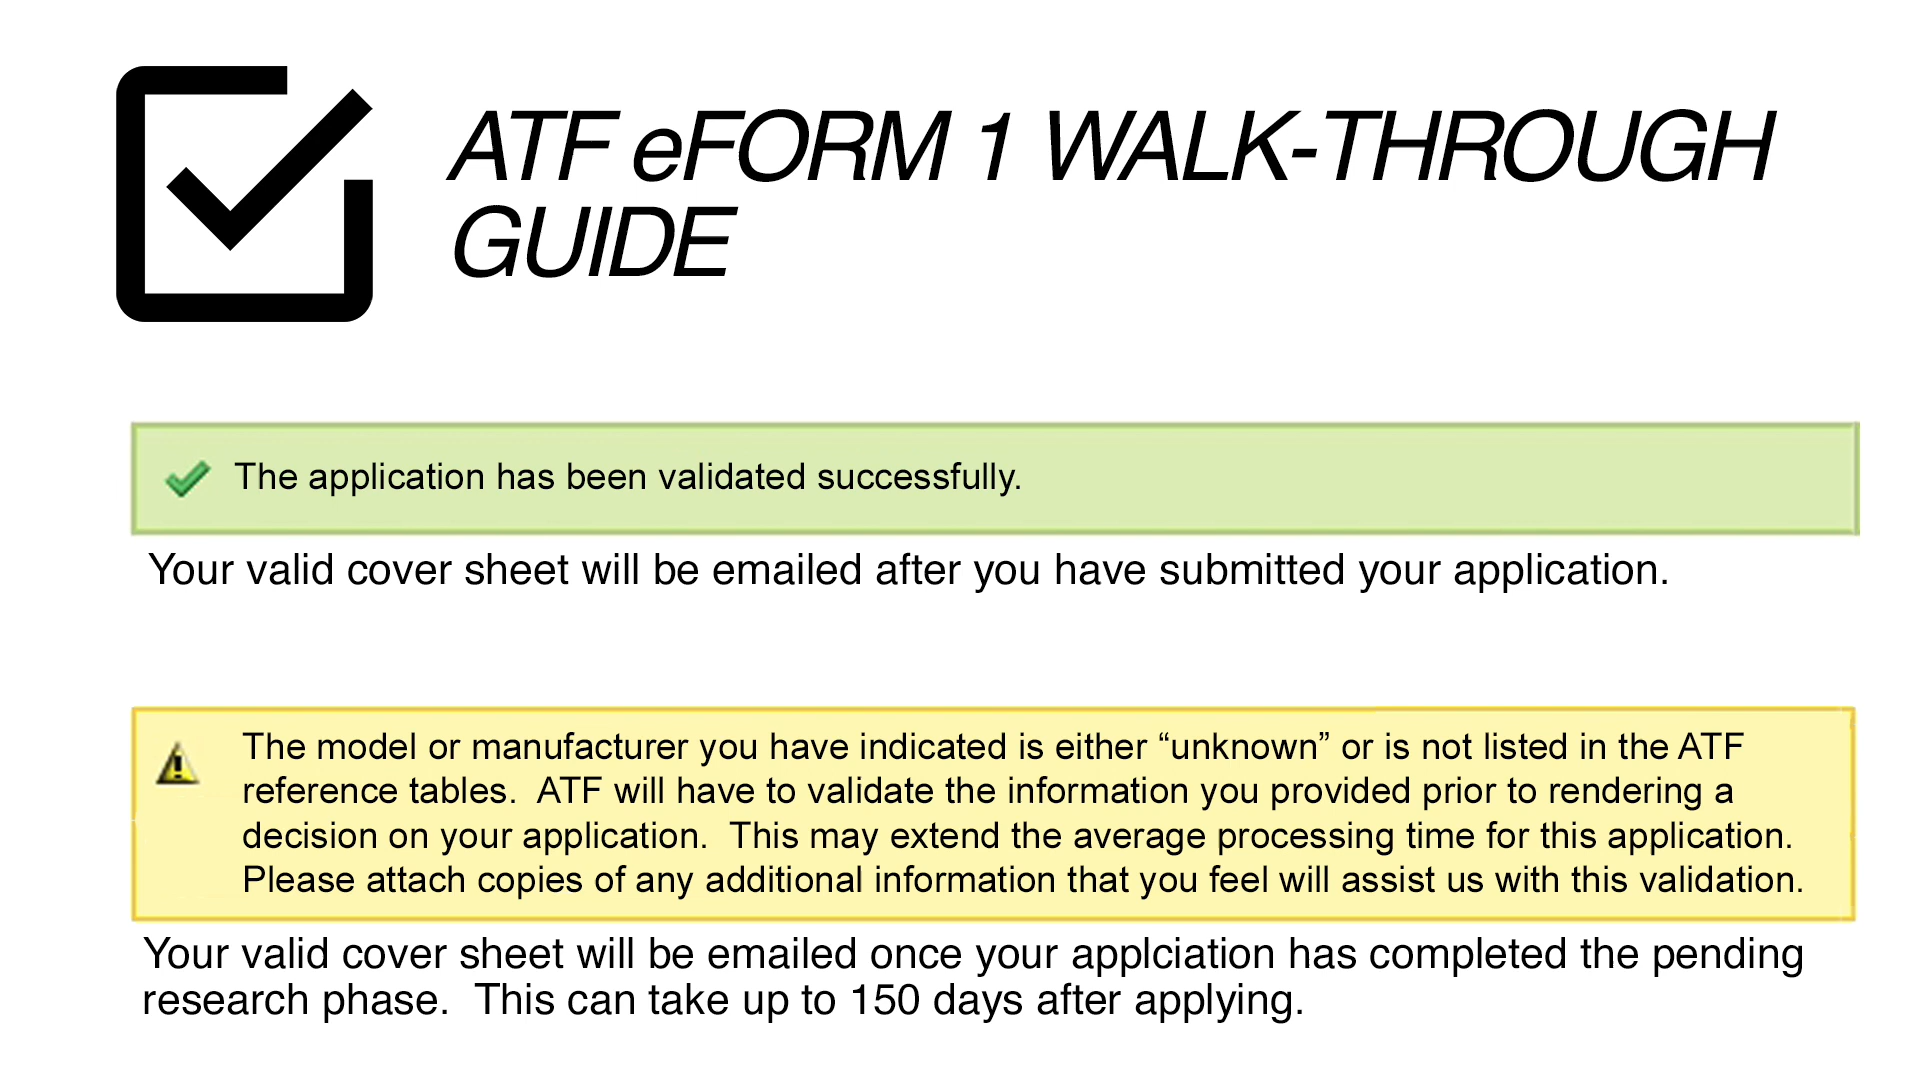 ATF eFORM 1 WALK-THROUGH
GUIDE
The application has been validated successfully.
Your valid cover sheet will be emailed after you have submitted your application.
The model or manufacturer you have indicated is either “unknown” or is not listed in the ATF
reference tables.  ATF will have to validate the information you provided prior to rendering a
decision on your application.  This may extend the average processing time for this application.
Please attach copies of any additional information that you feel will assist us with this validation.
Your valid cover sheet will be emailed once your applciation has completed the pending
research phase.  This can take up to 150 days after applying.